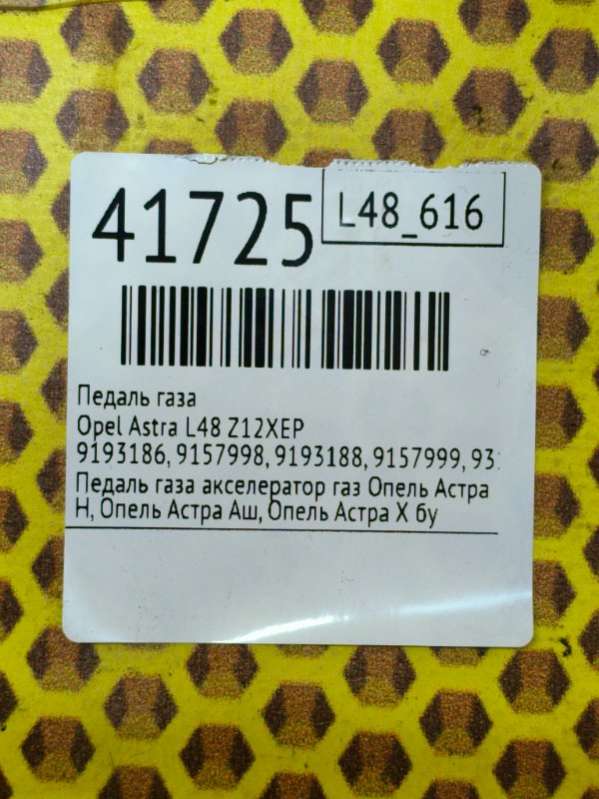 41725
L48_616
Педаль газа
Opel Astra L48 Z12XEP
9193186, 9157998, 9193188, 9157999, 93
Педаль газа акселератор газ Опель Астра
Н, Опель Астра Аш, Опель Астра Х бу